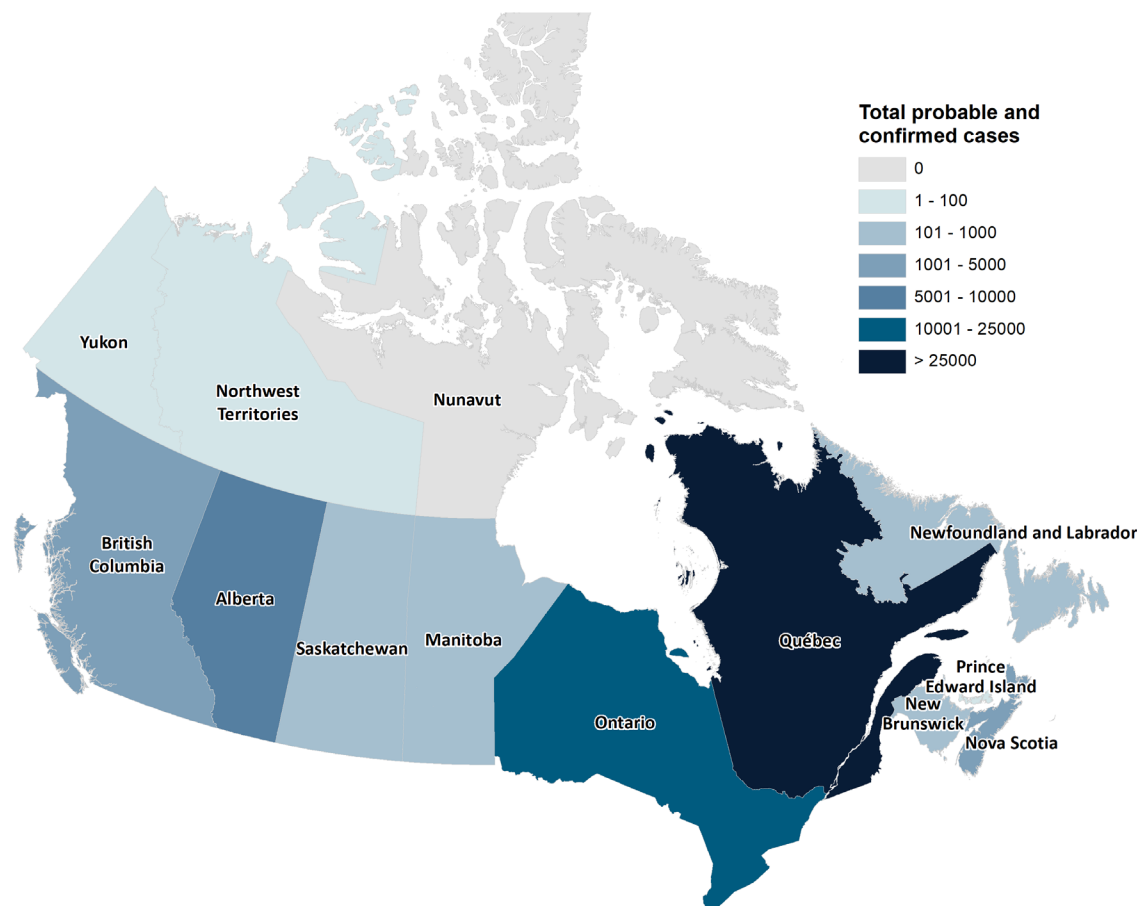 Total probable and
confirmed cases
0
1 - 100
101 - 1000
1001 - 5000
5001 - 10000
10001 - 25000
> 25000
Yukon
Northwest
Territories
Nunavut
British
Columbia
Alberta
Saskatchewan
Manitoba
Ontario
Québec
Newfoundland and Labrador
Prince
Edward Island
New
Brunswick
Nova Scotia